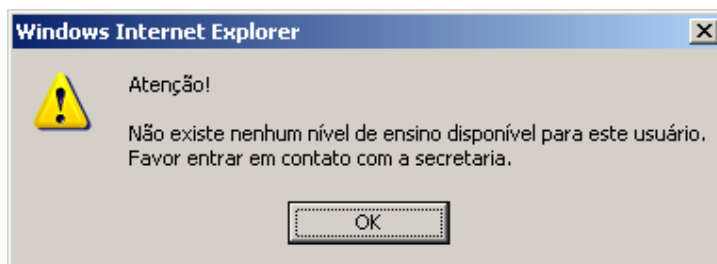 Windows Internet Explorer
Atenção!
Não existe nenhum nível de ensino disponível para este usuário.
Favor entrar em contato com a secretaria.
OK